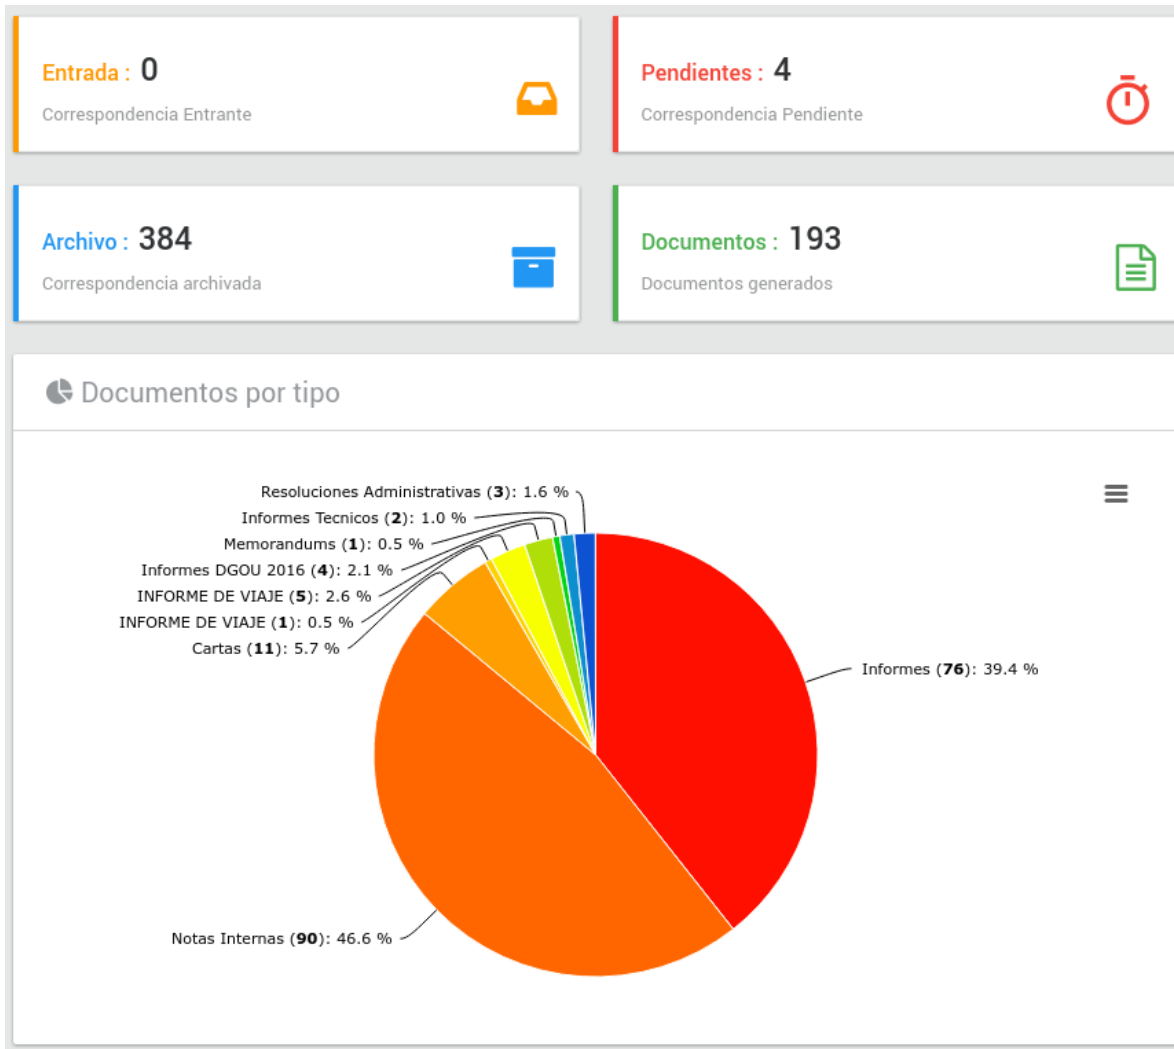 Entrada : 0
Correspondencia Entrante
Pendientes : 4
Correspondencia Pendiente
Archivo : 384
Correspondencia archivada
Documentos : 193
Documentos generados
Documentos por tipo
Resoluciones Administrativas (3): 1.6 %
Informes Tecnicos (2): 1.0 %
Memorandums (1): 0.5 %
Informes DGOU 2016 (4): 2.1 %
INFORME DE VIAJE (5): 2.6 %
INFORME DE VIAJE (1): 0.5 %
Cartas (11): 5.7 %
Informes (76): 39.4 %
Notas Internas (90): 46.6 %